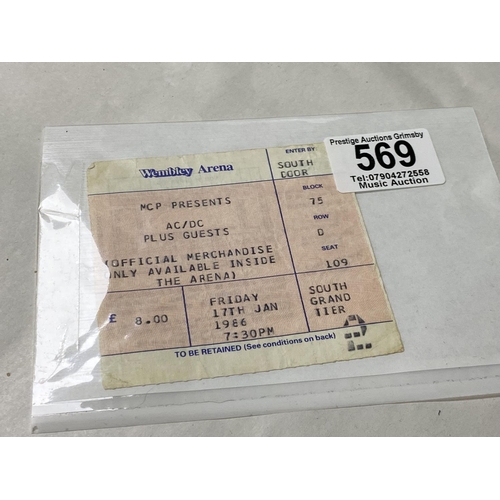 Prestige Auctions Grimsby
569
Tel:07904272558
Music Auction
Wembley Arena
ENTER BY
SOUTH
DOOR
MCP PRESENTS
AC/DC
PLUS GUESTS
(OFFICIAL MERCHANDISE
ONLY AVAILABLE INSIDE
THE ARENA)
BLOCK
75
ROW
D
SEAT
109
£ 8.00
FRIDAY
17TH JAN
1986
7:30PM
SOUTH
GRAND
TIER
2
TO BE RETAINED (See conditions on back)